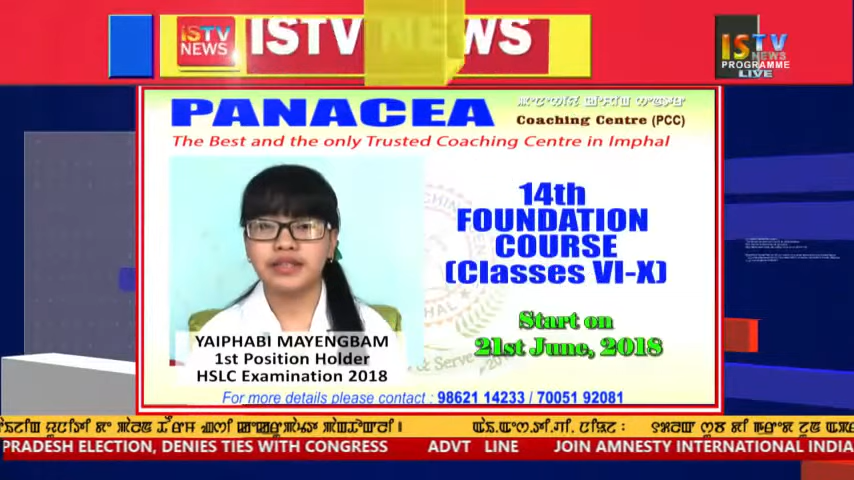 ISTV NEWS
ISTV NEWS
ISTV NEWS PROGRAMME LIVE
PANACEA
Coaching Centre (PCC)
The Best and the only Trusted Coaching Centre in Imphal
14th
FOUNDATION
COURSE
(Classes VI-X)
Start on
21st June, 2018
YAIPHABI MAYENGBAM
1st Position Holder
HSLC Examination 2018
For more details please contact : 98621 14233 / 70051 92081
PRADESH ELECTION, DENIES TIES WITH CONGRESS ADVT LINE JOIN AMNESTY INTERNATIONAL INDIA